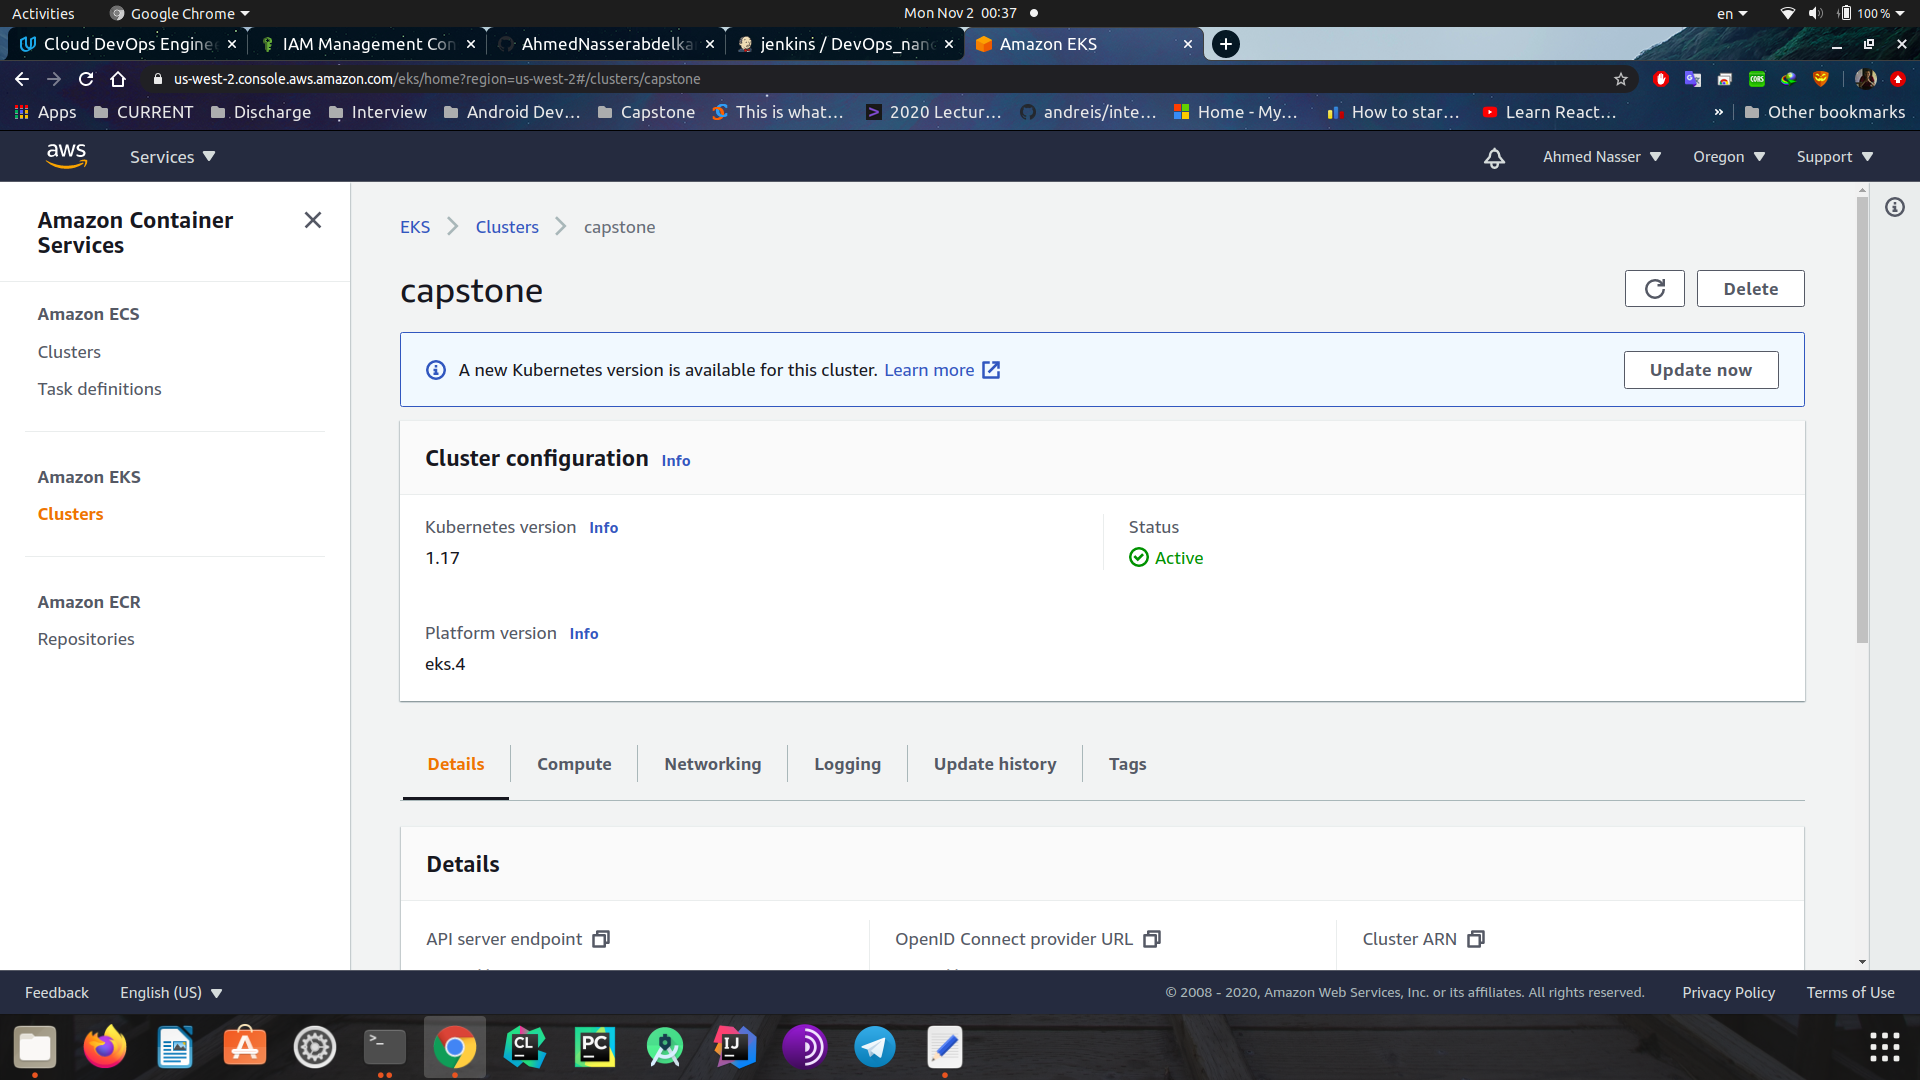 Activities
Google Chrome
Mon Nov 2 00:37
en
100 %
Cloud DevOps Engine
IAM Management Con
AhmedNasserabdelka
jenkins / DevOps_nan
Amazon EKS
us-west-2.console.aws.amazon.com/eks/home?region=us-west-2#/clusters/capstone
Apps
CURRENT
Discharge
Interview
Android Dev...
Capstone
This is what...
2020 Lectur...
andreis/inte...
Home - My...
How to star...
Learn React...
»
Other bookmarks
aws
Services
Ahmed Nasser
Oregon
Support
Amazon Container
Services
Amazon ECS
Clusters
Task definitions
Amazon EKS
Clusters
Amazon ECR
Repositories
EKS
Clusters
capstone
capstone
Delete
A new Kubernetes version is available for this cluster. Learn more
Update now
Cluster configuration Info
Kubernetes version Info
1.17
Status
Active
Platform version Info
eks.4
Details
Compute
Networking
Logging
Update history
Tags
Details
API server endpoint
OpenID Connect provider URL
Cluster ARN
Feedback
English (US)
© 2008 - 2020, Amazon Web Services, Inc. or its affiliates. All rights reserved.
Privacy Policy
Terms of Use
>_
CL
PC
IJ